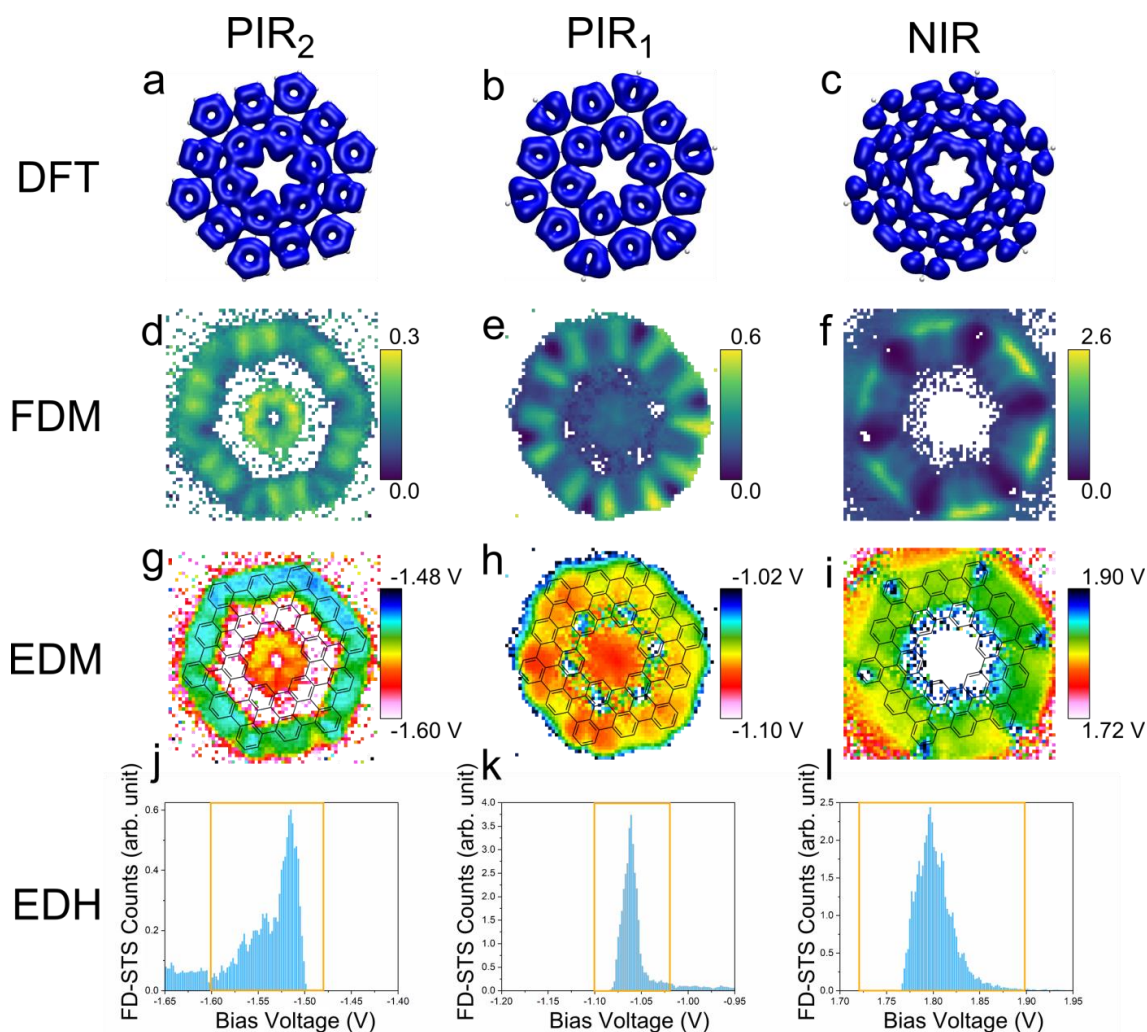 PIR2 PIR1 NIR
a b c
DFT
d e f
0.3 0.6 2.6
FDM
0.0 0.0 0.0
g h i
-1.48 V -1.02 V 1.90 V
EDM
-1.60 V -1.10 V 1.72 V
j k l
FD-STS Counts (arb. unit)
0.6
0.4
0.2
0.0
-1.65 -1.60 -1.55 -1.50 -1.45 -1.40
Bias Voltage (V)
FD-STS Counts (arb. unit)
4.0
3.5
3.0
2.5
2.0
1.5
1.0
0.5
0.0
-1.20 -1.15 -1.10 -1.05 -1.00 -0.95
Bias Voltage (V)
FD-STS Counts (arb. unit)
2.5
2.0
1.5
1.0
0.5
0.0
1.70 1.75 1.80 1.85 1.90 1.95
Bias Voltage (V)
EDH